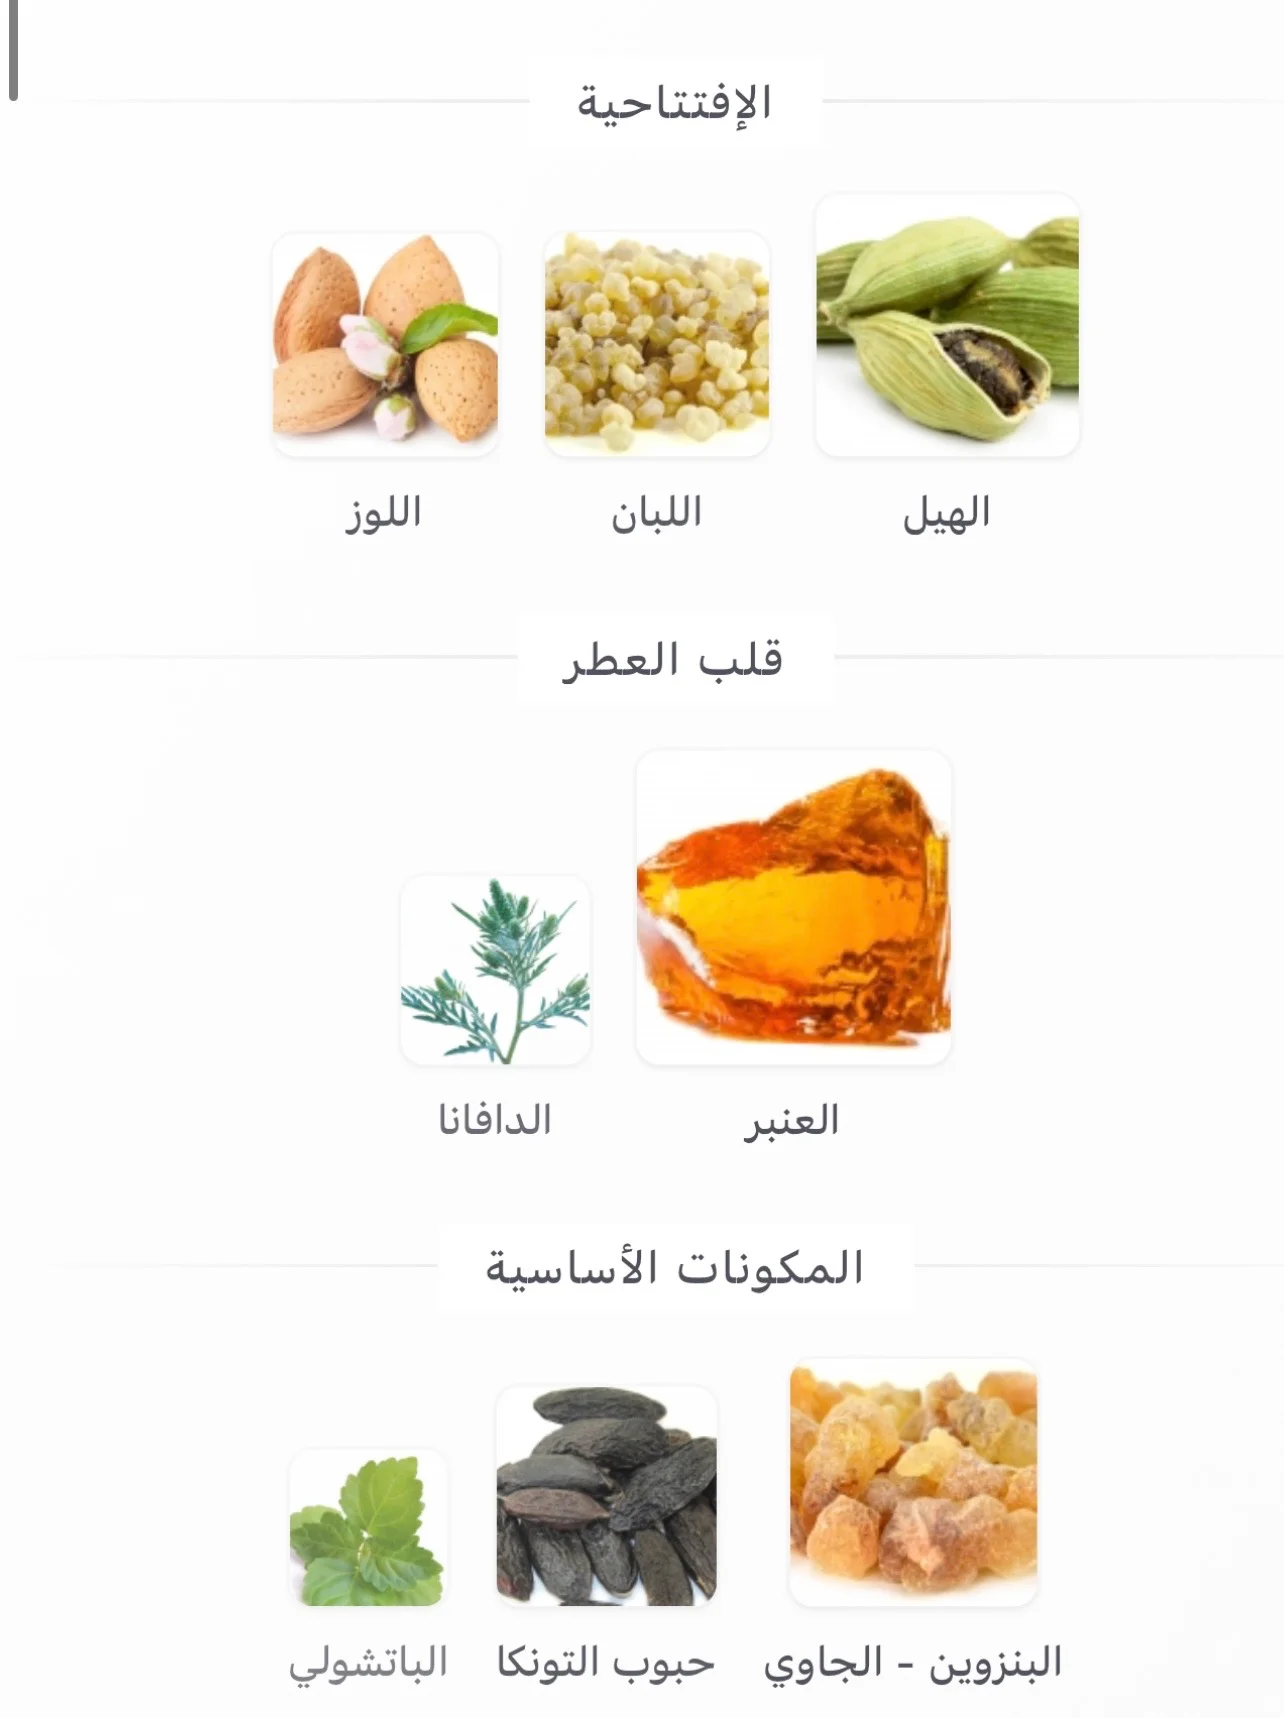 الإفتتاحية
الهيل
اللبان
اللوز
قلب العطر
العنبر
الدافانا
المكونات الأساسية
البنزوين - الجاوي
حبوب التونكا
الباتشولي